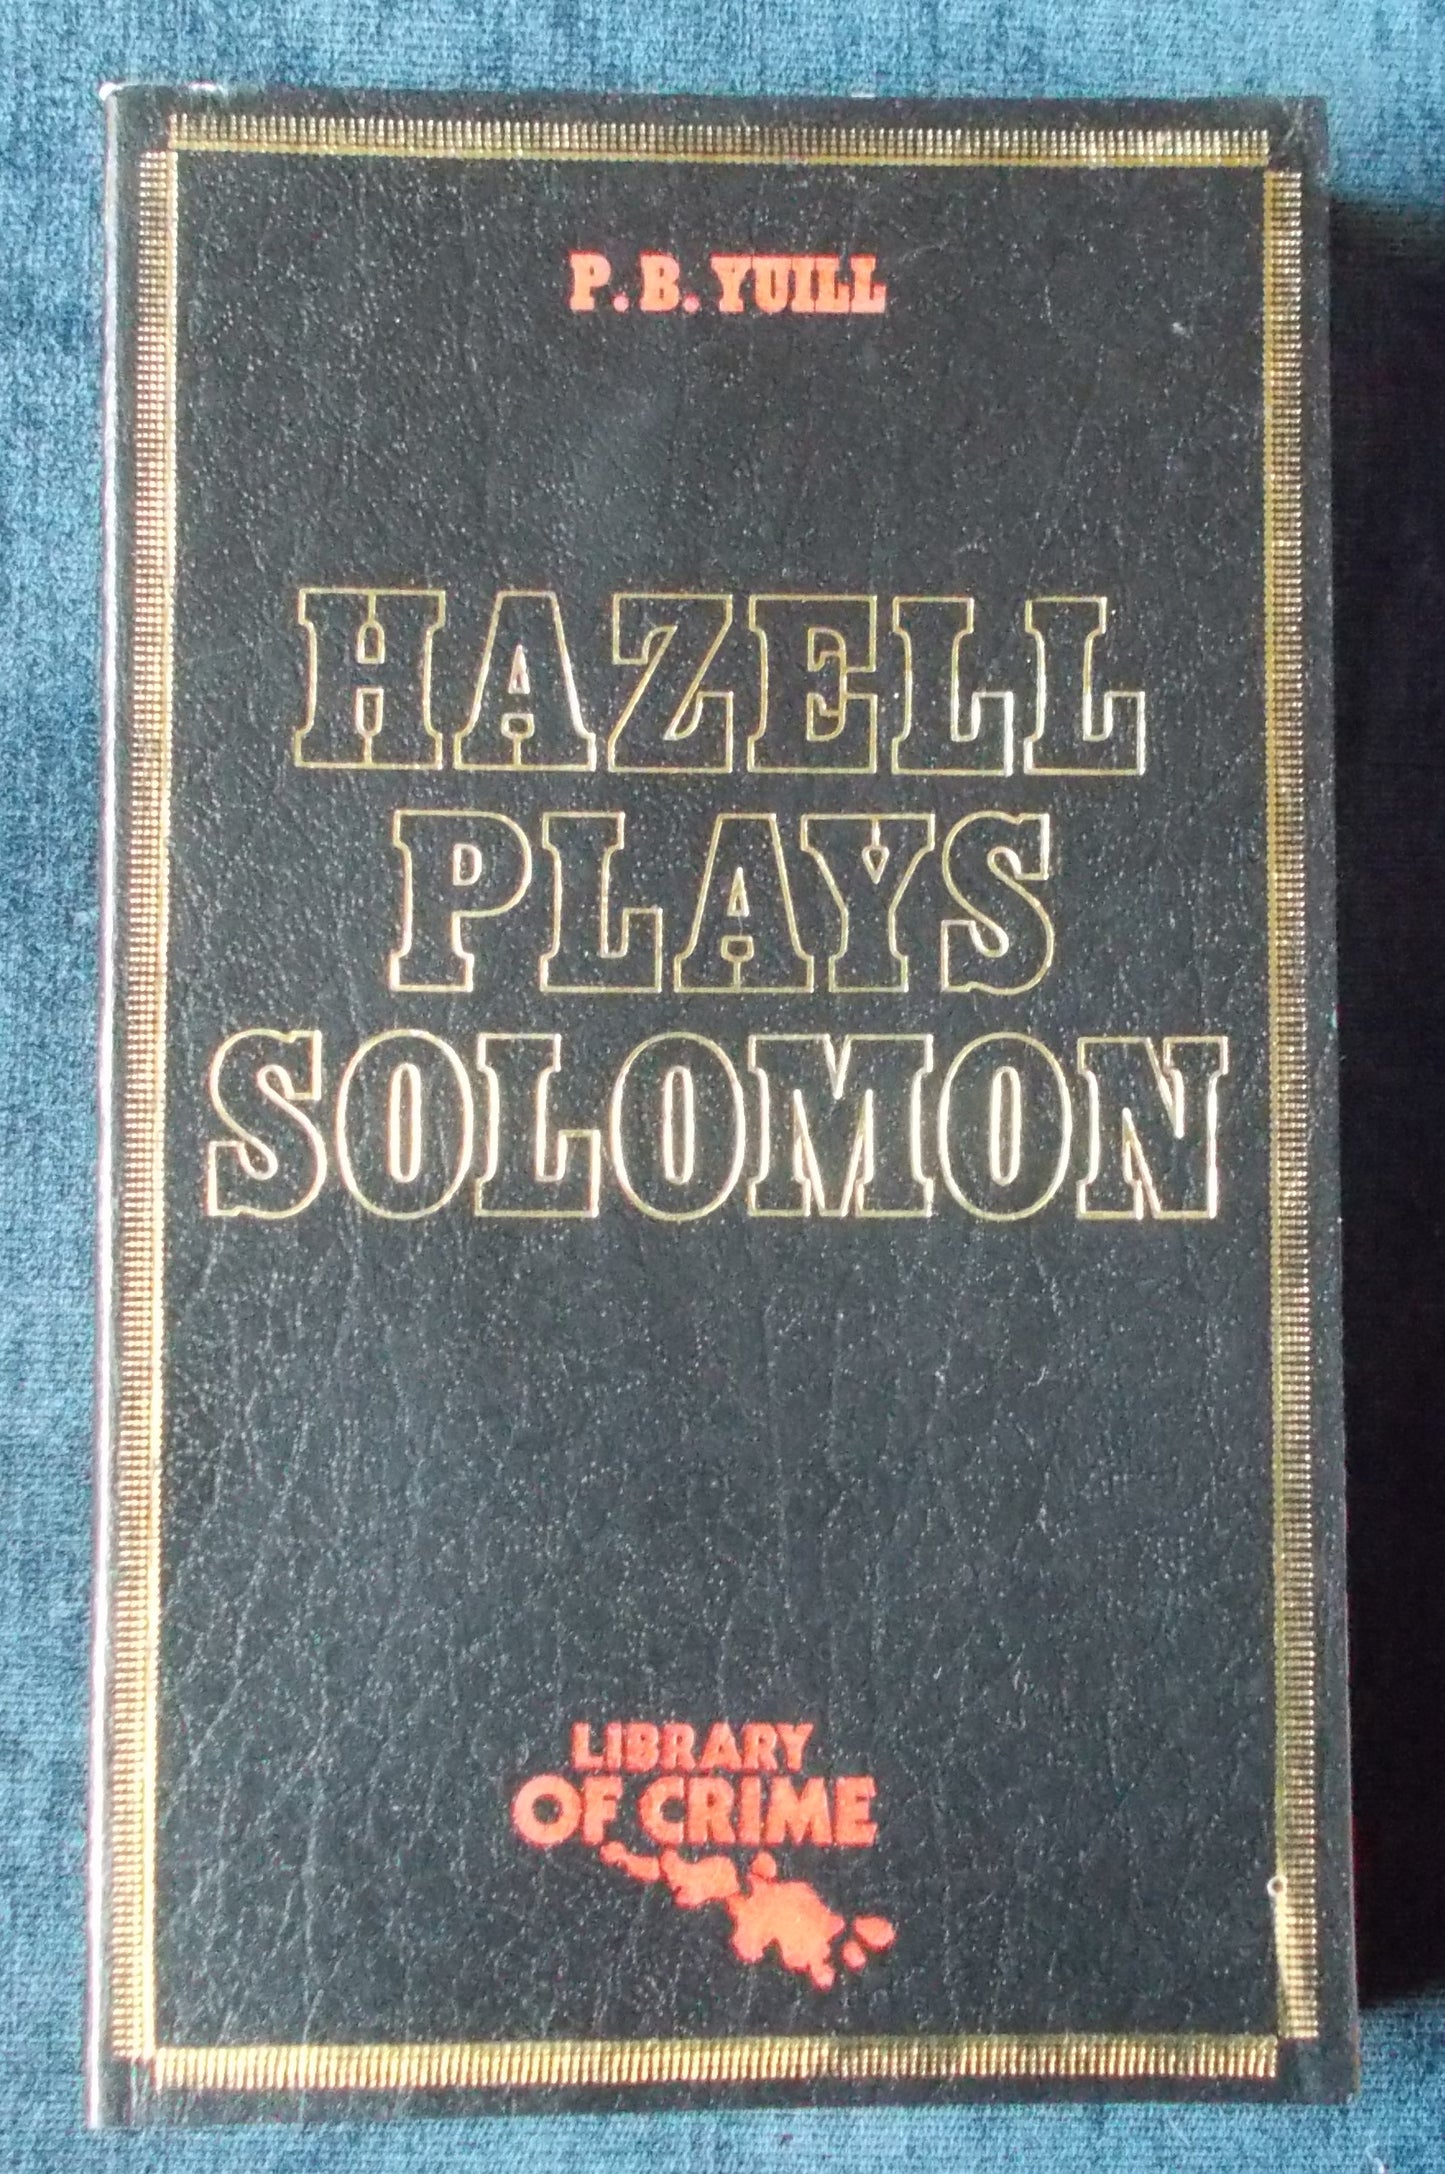 P. B. YUILL
HAZELL
PLAYS
SOLOMON
LIBRARY
OF CRIME